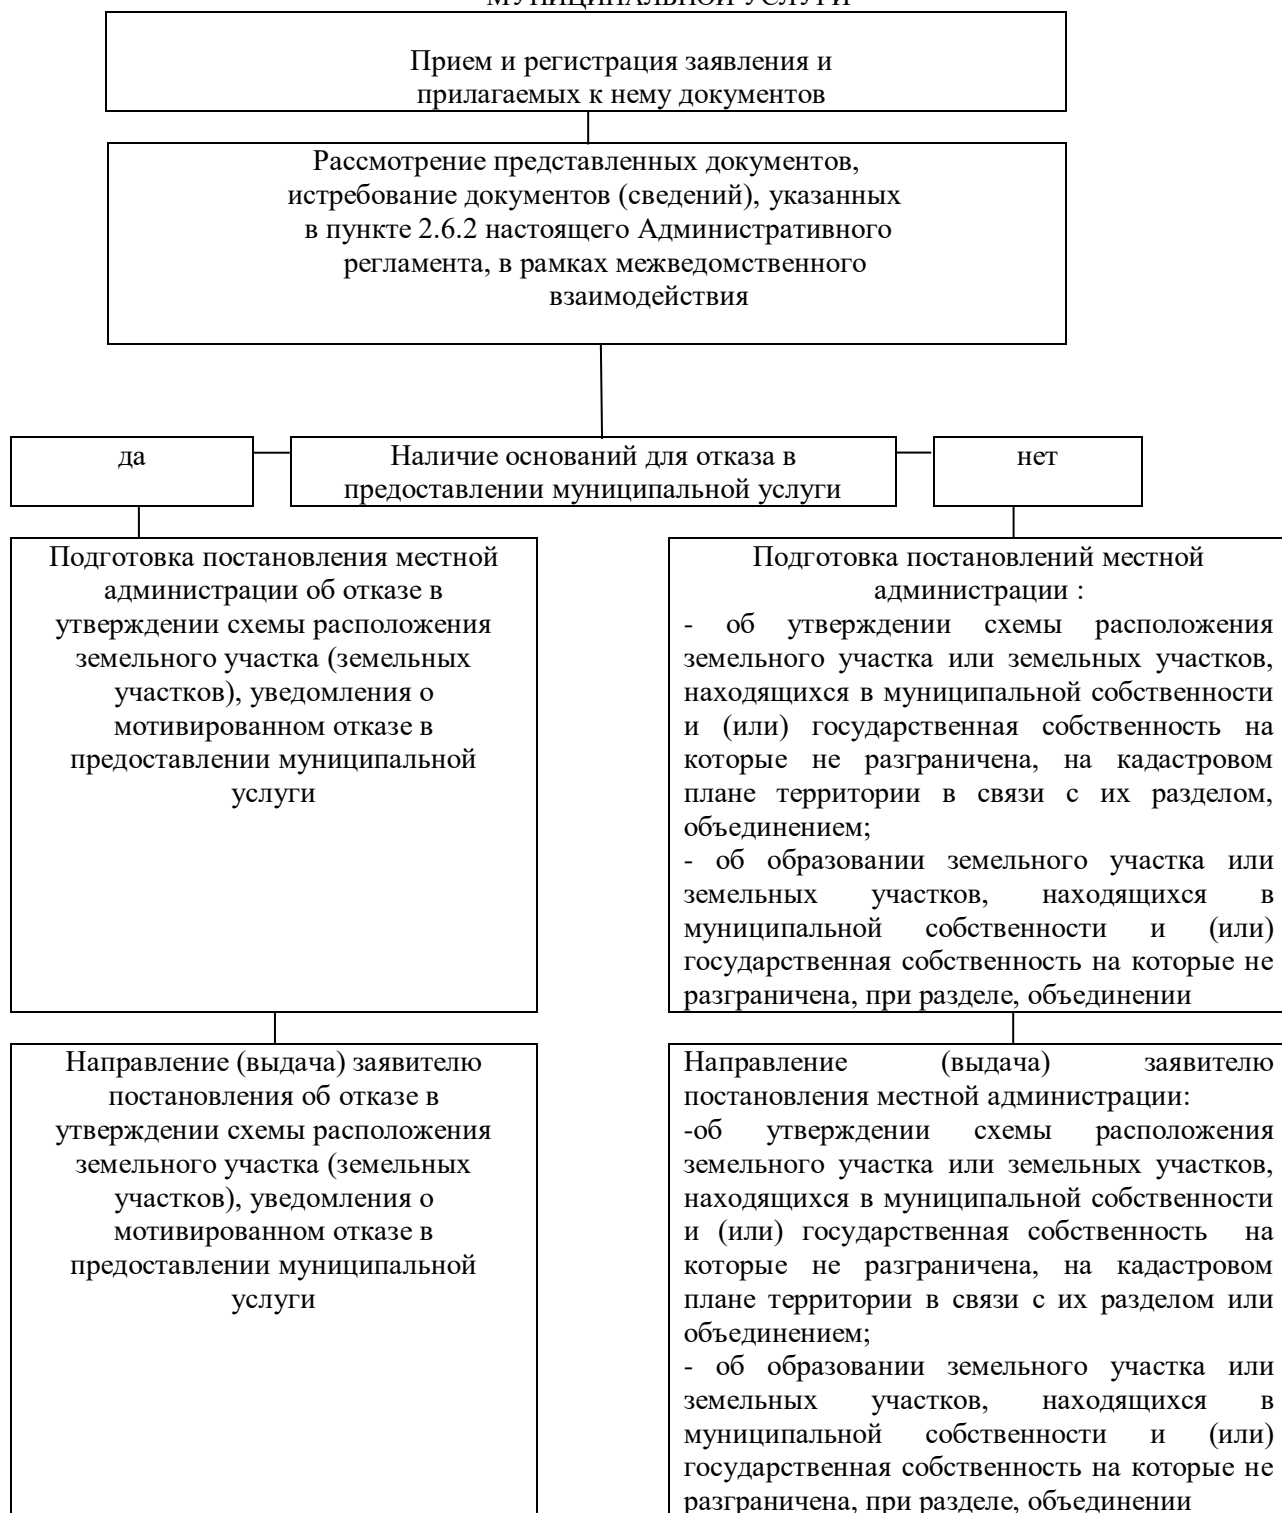 МУНИЦИПАЛЬНОЙ УСЛУГИ
Прием и регистрация заявления и
прилагаемых к нему документов
Рассмотрение представленных документов,
истребование документов (сведений), указанных
в пункте 2.6.2 настоящего Административного
регламента, в рамках межведомственного
взаимодействия
да
Наличие оснований для отказа в
предоставлении муниципальной услуги
нет
Подготовка постановления местной
администрации об отказе в
утверждении схемы расположения
земельного участка (земельных
участков), уведомления о
мотивированном отказе в
предоставлении муниципальной
услуги
Подготовка постановлений местной
администрации :
- об утверждении схемы расположения
земельного участка или земельных участков,
находящихся в муниципальной собственности
и (или) государственная собственность на
которые не разграничена, на кадастровом
плане территории в связи с их разделом,
объединением;
- об образовании земельного участка или
земельных участков, находящихся в
муниципальной собственности и (или)
государственная собственность на которые не
разграничена, при разделе, объединении
Направление (выдача) заявителю
постановления об отказе в
утверждении схемы расположения
земельного участка (земельных
участков), уведомления о
мотивированном отказе в
предоставлении муниципальной
услуги
Направление (выдача) заявителю
постановления местной администрации:
-об утверждении схемы расположения
земельного участка или земельных участков,
находящихся в муниципальной собственности
и (или) государственная собственность на
которые не разграничена, на кадастровом
плане территории в связи с их разделом или
объединением;
- об образовании земельного участка или
земельных участков, находящихся в
муниципальной собственности и (или)
государственная собственность на которые не
разграничена, при разделе, объединении